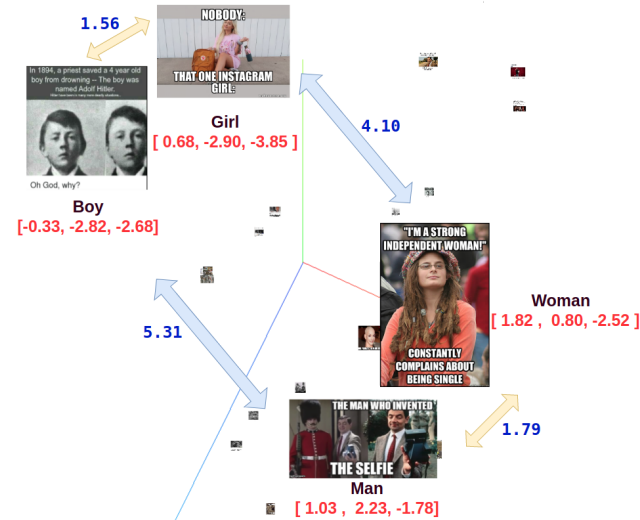 1.56
NOBODY:
THAT ONE INSTAGRAM
GIRL:
In 1894, a priest saved a 4 year old
boy from drowning -- The boy was
named Adolf Hitler.
Oh God, why?
Girl
[ 0.68, -2.90, -3.85 ]
Boy
[-0.33, -2.82, -2.68]
4.10
5.31
"I'M A STRONG
INDEPENDENT WOMAN!"
CONSTANTLY
COMPLAINS ABOUT
BEING SINGLE
Woman
[ 1.82 , 0.80, -2.52 ]
1.79
THE MAN WHO INVENTED
THE SELFIE
Man
[ 1.03 , 2.23, -1.78]